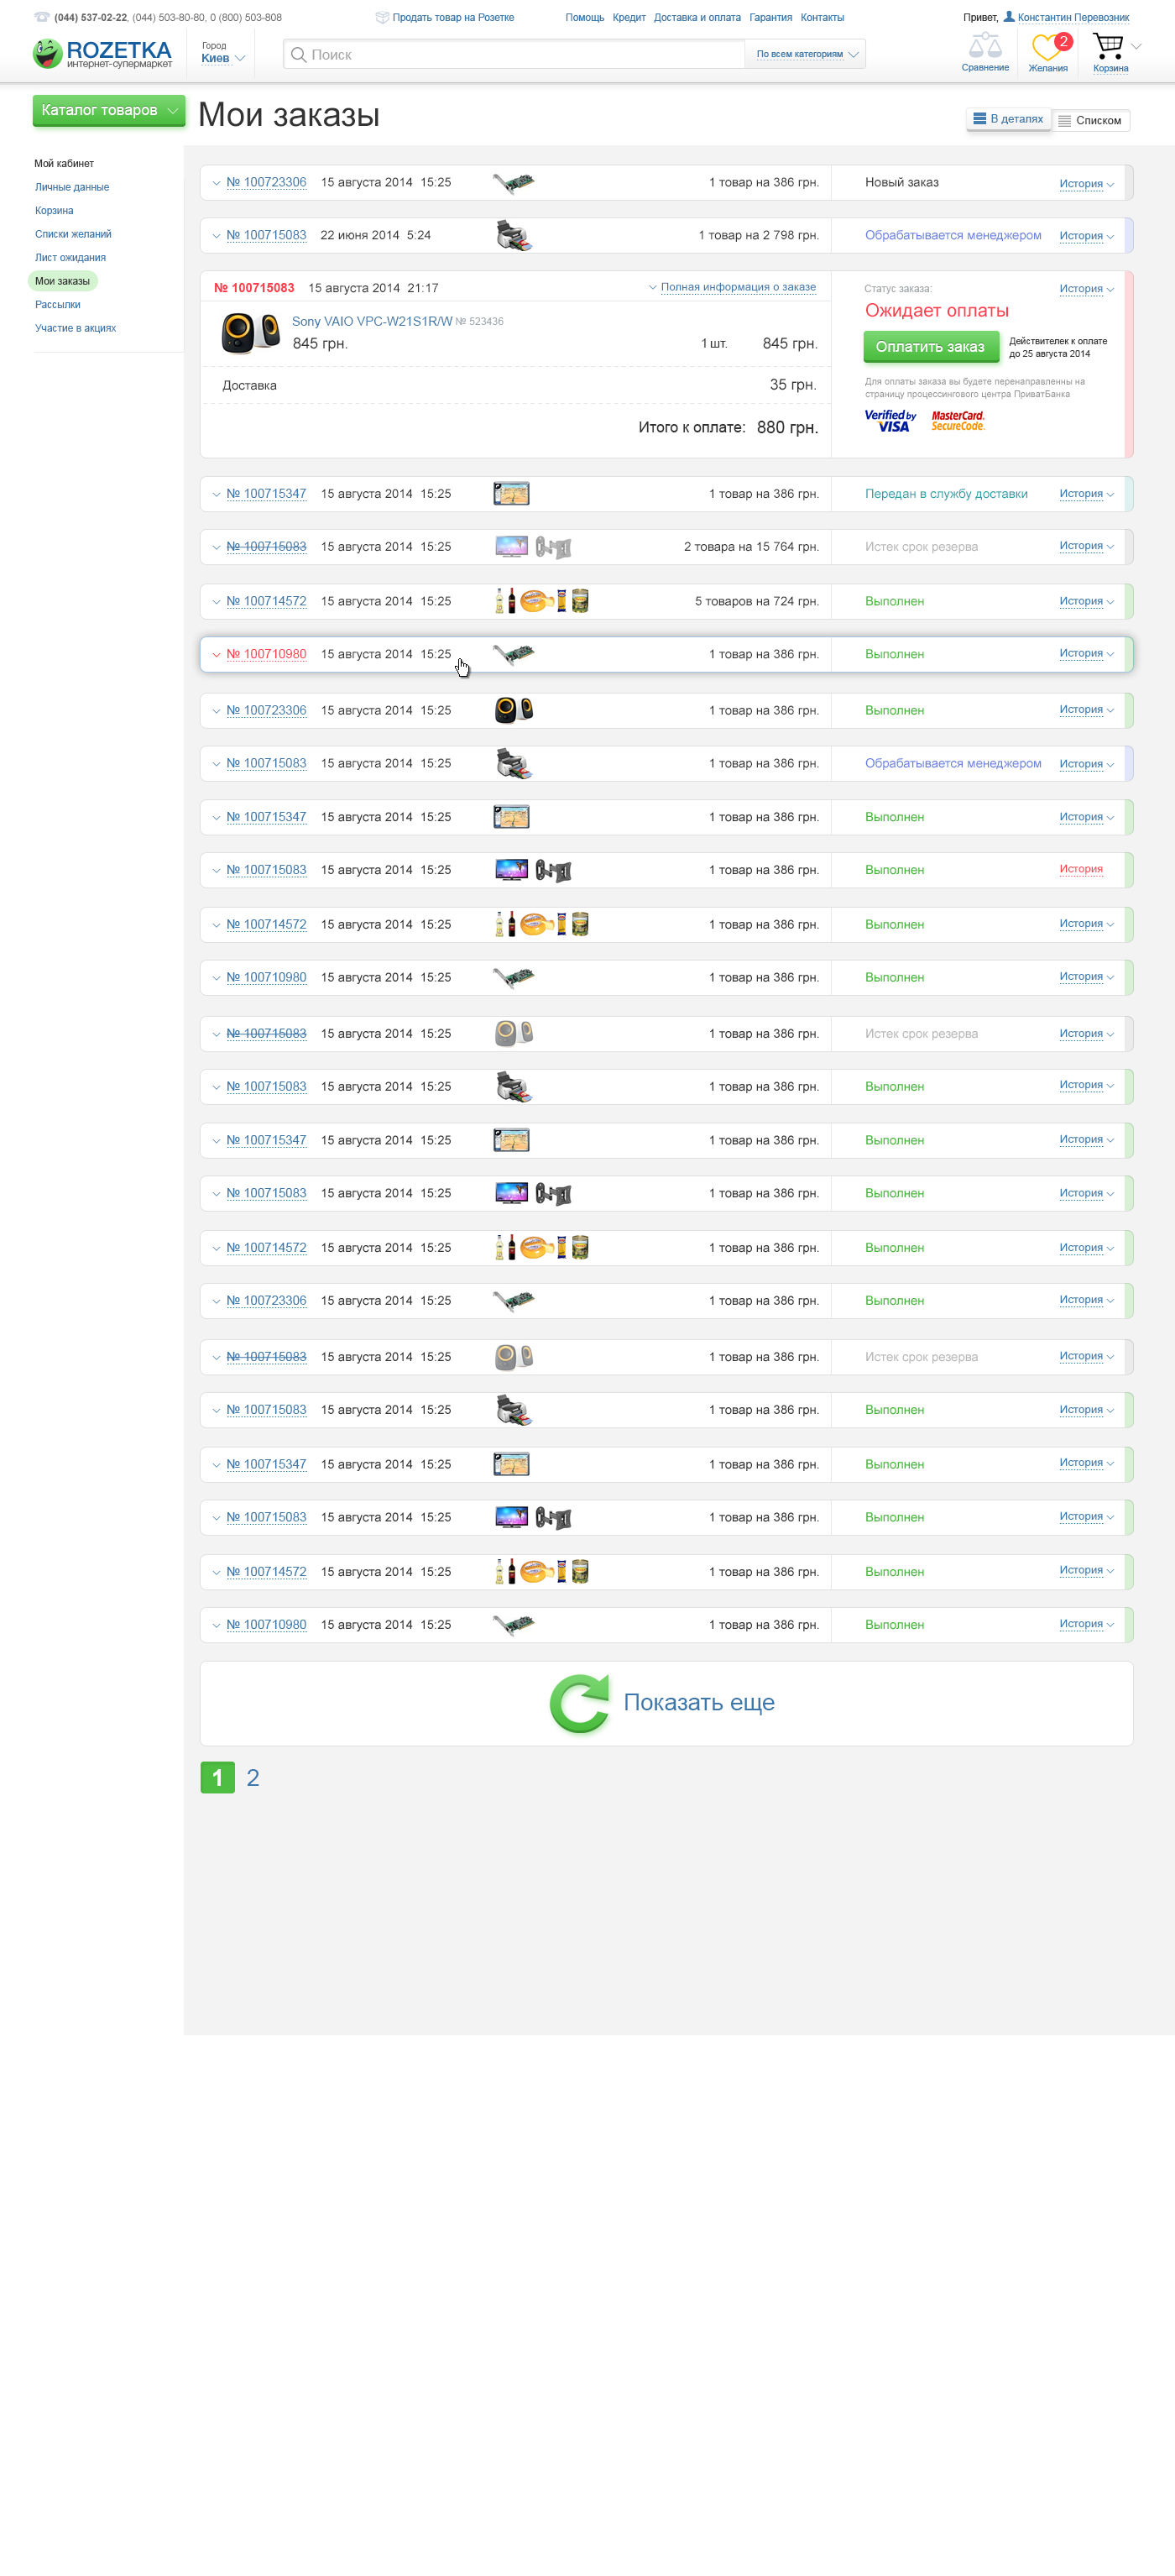 (044) 537-02-22, (044) 503-80-80, 0 (800) 503-808 Продать товар на Розетке Помощь Кредит Доставка и оплата Гарантия Контакты Привет, Константин Перевозник
ROZETKA
интернет-супермаркет
Город
Киев
Поиск
По всем категориям
Сравнение
2
Желания
Корзина
Каталог товаров
Мои заказы
В деталях
Списком
Мой кабинет
Личные данные
Корзина
Списки желаний
Лист ожидания
Мои заказы
Рассылки
Участие в акциях
№ 100723306 15 августа 2014 15:25 1 товар на 386 грн. Новый заказ История
№ 100715083 22 июня 2014 5:24 1 товар на 2 798 грн. Обрабатывается менеджером История
№ 100715083 15 августа 2014 21:17 Полная информация о заказе
Sony VAIO VPC-W21S1R/W № 523436
845 грн. 1 шт. 845 грн.
Доставка 35 грн.
Итого к оплате: 880 грн.
Статус заказа: История
Ожидает оплаты
Оплатить заказ
Действителек к оплате
до 25 августа 2014
Для оплаты заказа вы будете перенаправленны на
страницу процессингового центра ПриватБанка
Verified by
VISA
MasterCard.
SecureCode.
№ 100715347 15 августа 2014 15:25 1 товар на 386 грн. Передан в службу доставки История
№ 100715083 15 августа 2014 15:25 2 товара на 15 764 грн. Истек срок резерва История
№ 100714572 15 августа 2014 15:25 5 товаров на 724 грн. Выполнен История
№ 100710980 15 августа 2014 15:25 1 товар на 386 грн. Выполнен История
№ 100723306 15 августа 2014 15:25 1 товар на 386 грн. Выполнен История
№ 100715083 15 августа 2014 15:25 1 товар на 386 грн. Обрабатывается менеджером История
№ 100715347 15 августа 2014 15:25 1 товар на 386 грн. Выполнен История
№ 100715083 15 августа 2014 15:25 1 товар на 386 грн. Выполнен История
№ 100714572 15 августа 2014 15:25 1 товар на 386 грн. Выполнен История
№ 100710980 15 августа 2014 15:25 1 товар на 386 грн. Выполнен История
№ 100715083 15 августа 2014 15:25 1 товар на 386 грн. Истек срок резерва История
№ 100715083 15 августа 2014 15:25 1 товар на 386 грн. Выполнен История
№ 100715347 15 августа 2014 15:25 1 товар на 386 грн. Выполнен История
№ 100715083 15 августа 2014 15:25 1 товар на 386 грн. Выполнен История
№ 100714572 15 августа 2014 15:25 1 товар на 386 грн. Выполнен История
№ 100723306 15 августа 2014 15:25 1 товар на 386 грн. Выполнен История
№ 100715083 15 августа 2014 15:25 1 товар на 386 грн. Истек срок резерва История
№ 100715083 15 августа 2014 15:25 1 товар на 386 грн. Выполнен История
№ 100715347 15 августа 2014 15:25 1 товар на 386 грн. Выполнен История
№ 100715083 15 августа 2014 15:25 1 товар на 386 грн. Выполнен История
№ 100714572 15 августа 2014 15:25 1 товар на 386 грн. Выполнен История
№ 100710980 15 августа 2014 15:25 1 товар на 386 грн. Выполнен История
Показать еще
1 2